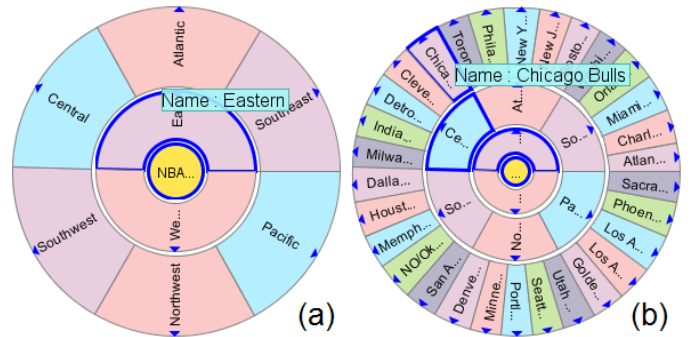 Atlantic
Central
Southeast
Ea
Name : Eastern
NBA...
We...
Southwest
Pacific
Northwest
(a)
New Y...
Phila.
New J...
Toron
Chica...
Cleve...
Name : Chicago Bulls
Orla
Detro...
Miami...
India...
Charl...
Milwa...
Atlan...
Dalla...
Sacra...
Houst...
Phoen...
Memph...
Los A...
NO/Ok...
Los A...
San A...
Golde...
Denve...
Utah ...
Minne...
Portl...
Seatt...
At...
Ce...
So...
...
...
So...
Pa...
...
No...
(b)